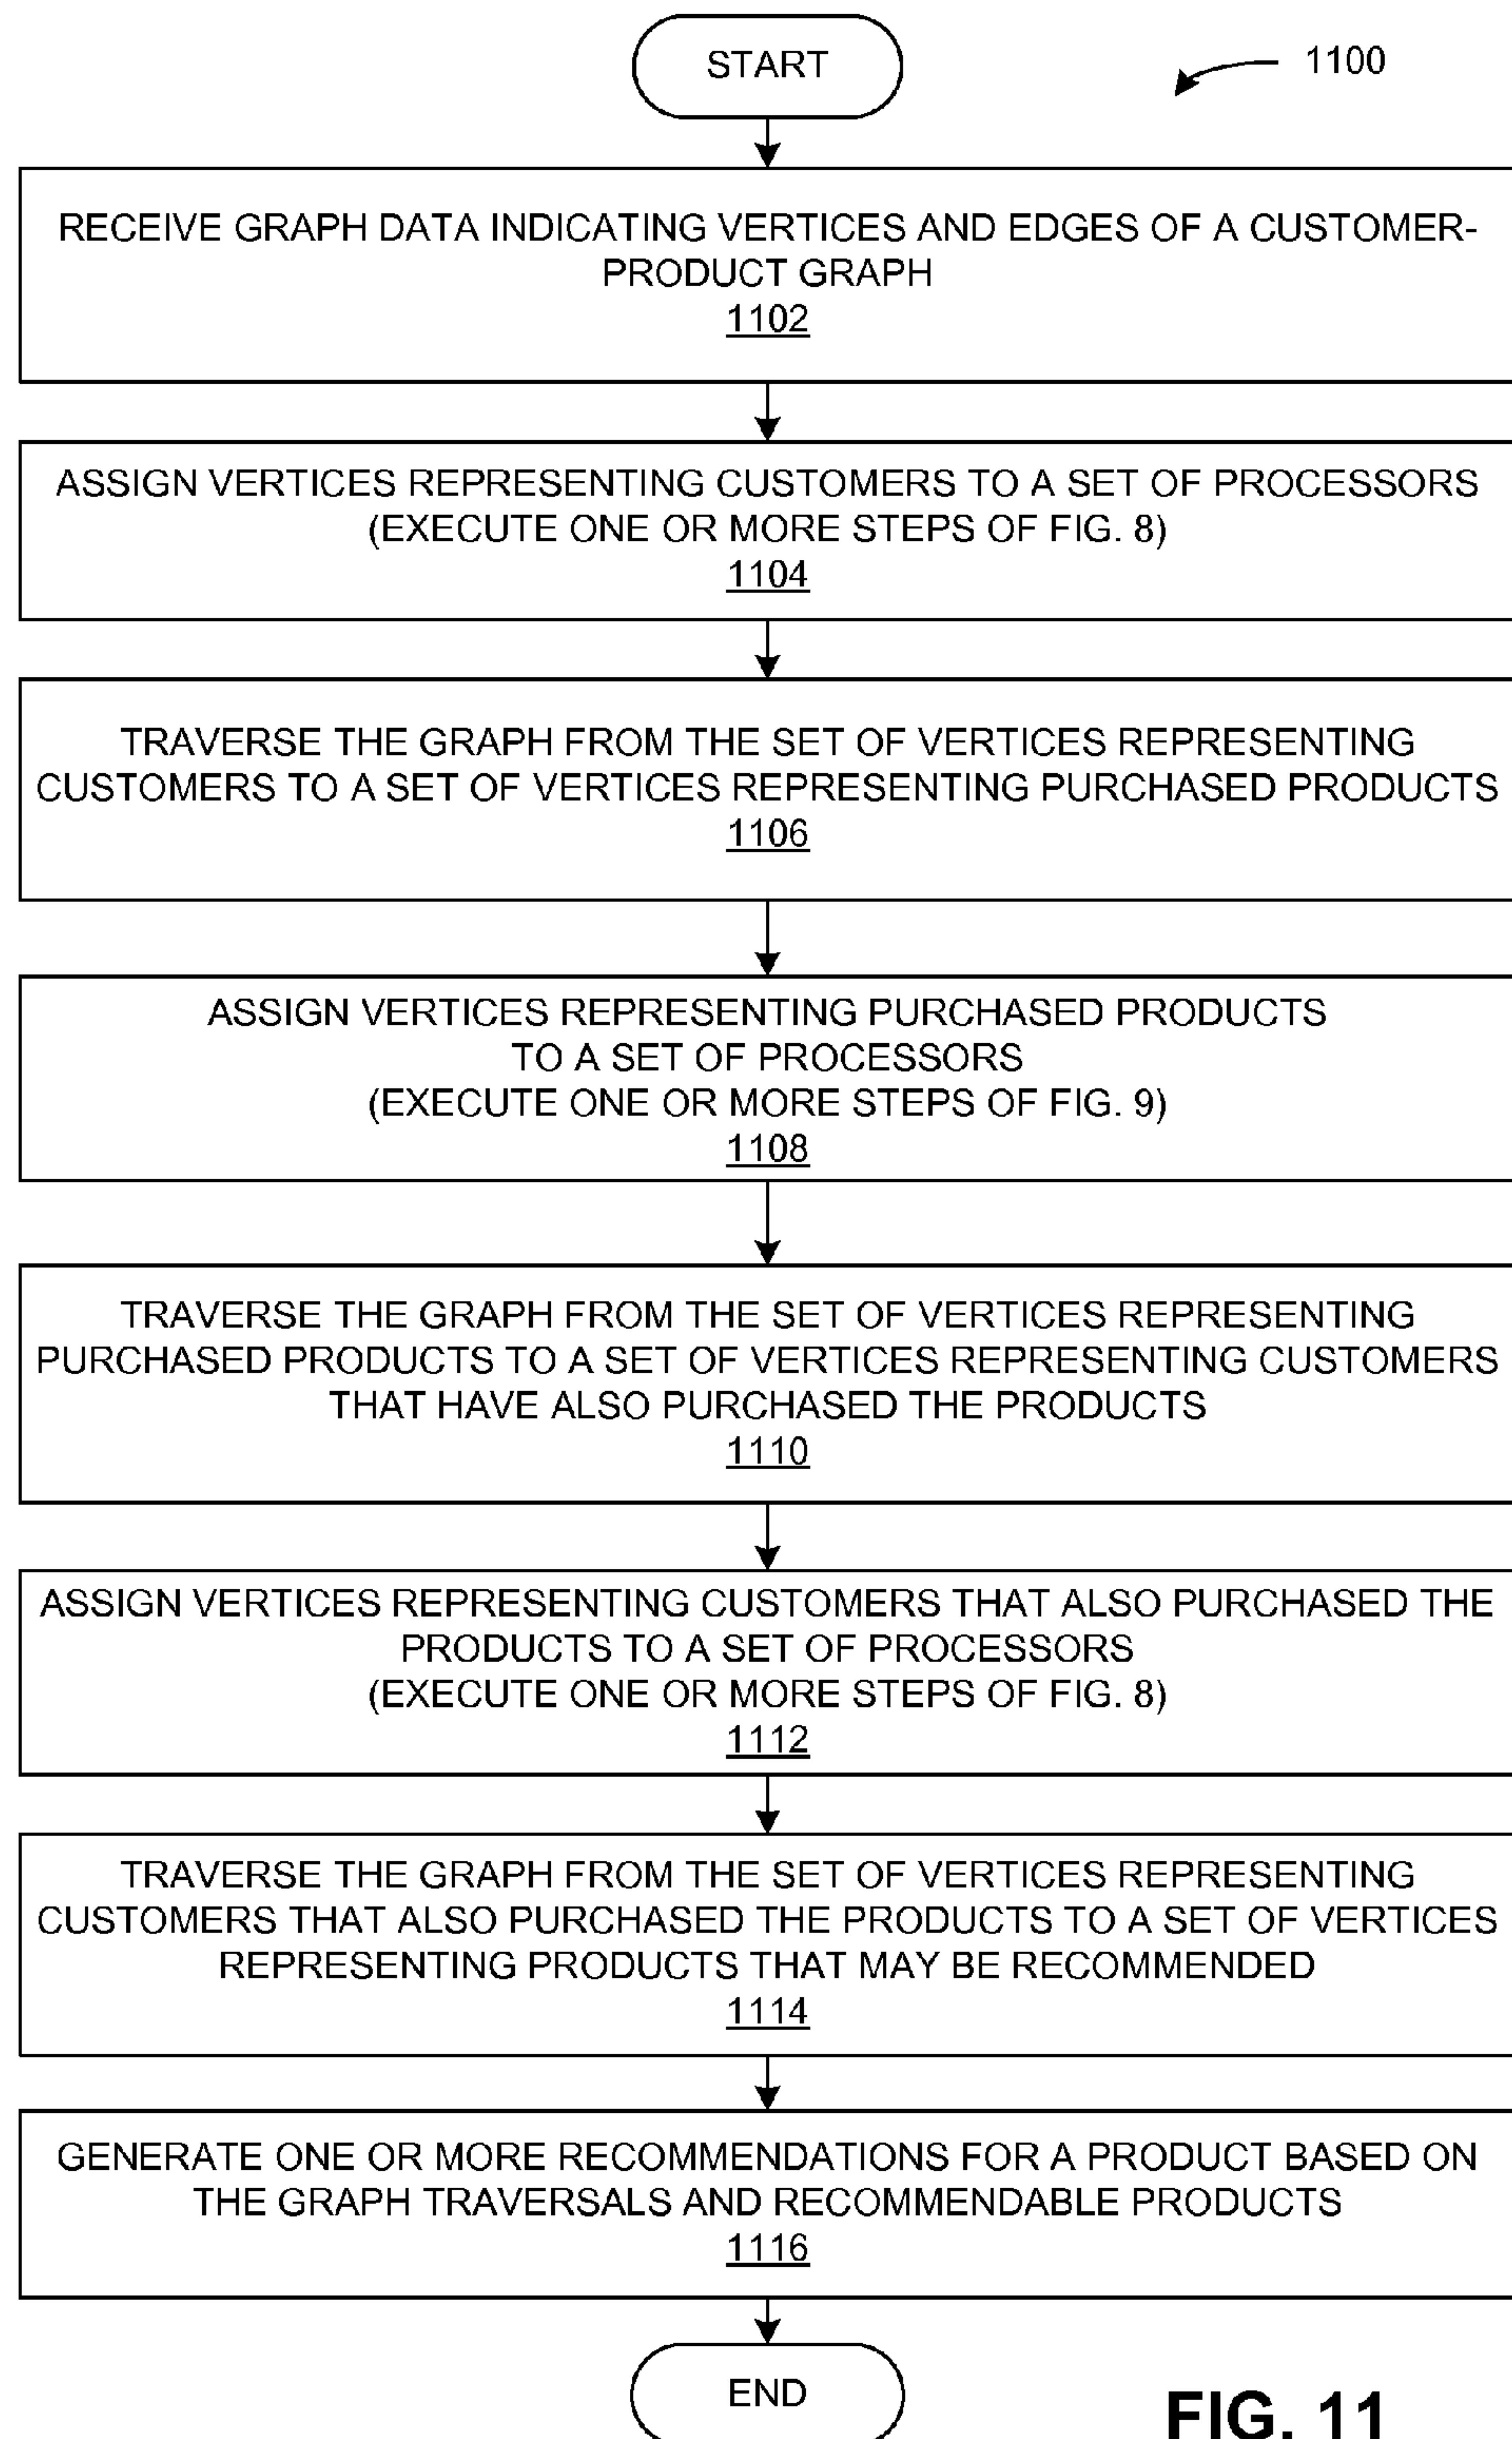 START
1100
RECEIVE GRAPH DATA INDICATING VERTICES AND EDGES OF A CUSTOMER-
PRODUCT GRAPH
1102
ASSIGN VERTICES REPRESENTING CUSTOMERS TO A SET OF PROCESSORS
(EXECUTE ONE OR MORE STEPS OF FIG. 8)
1104
TRAVERSE THE GRAPH FROM THE SET OF VERTICES REPRESENTING
CUSTOMERS TO A SET OF VERTICES REPRESENTING PURCHASED PRODUCTS
1106
ASSIGN VERTICES REPRESENTING PURCHASED PRODUCTS
TO A SET OF PROCESSORS
(EXECUTE ONE OR MORE STEPS OF FIG. 9)
1108
TRAVERSE THE GRAPH FROM THE SET OF VERTICES REPRESENTING
PURCHASED PRODUCTS TO A SET OF VERTICES REPRESENTING CUSTOMERS
THAT HAVE ALSO PURCHASED THE PRODUCTS
1110
ASSIGN VERTICES REPRESENTING CUSTOMERS THAT ALSO PURCHASED THE
PRODUCTS TO A SET OF PROCESSORS
(EXECUTE ONE OR MORE STEPS OF FIG. 8)
1112
TRAVERSE THE GRAPH FROM THE SET OF VERTICES REPRESENTING
CUSTOMERS THAT ALSO PURCHASED THE PRODUCTS TO A SET OF VERTICES
REPRESENTING PRODUCTS THAT MAY BE RECOMMENDED
1114
GENERATE ONE OR MORE RECOMMENDATIONS FOR A PRODUCT BASED ON
THE GRAPH TRAVERSALS AND RECOMMENDABLE PRODUCTS
1116
END
FIG. 11